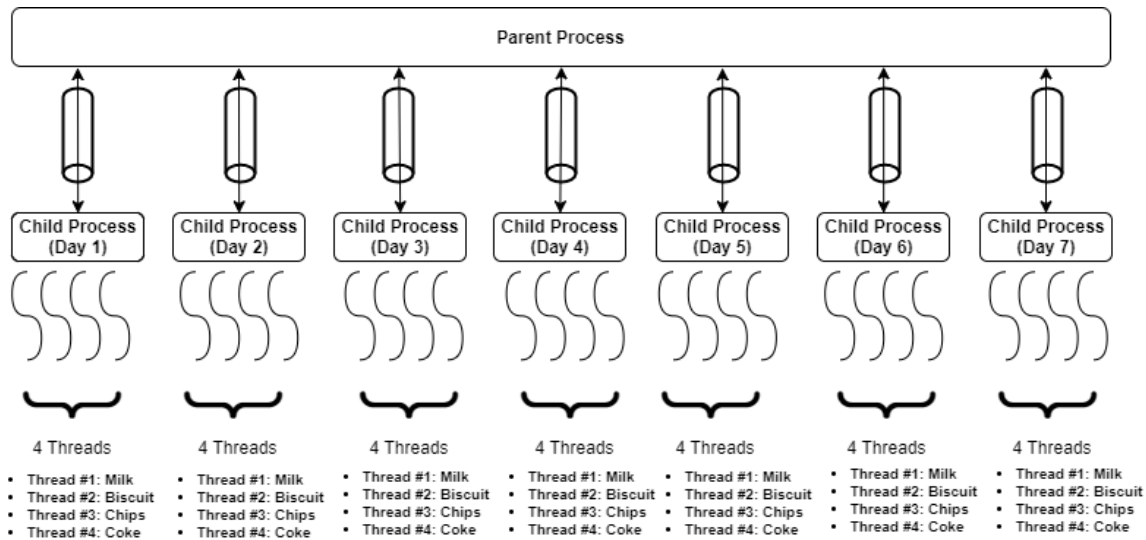 Parent Process
Child Process
(Day 1)
Child Process
(Day 2)
Child Process
(Day 3)
Child Process
(Day 4)
Child Process
(Day 5)
Child Process
(Day 6)
Child Process
(Day 7)
4 Threads
• Thread #1: Milk
• Thread #2: Biscuit
• Thread #3: Chips
• Thread #4: Coke
4 Threads
• Thread #1: Milk
• Thread #2: Biscuit
• Thread #3: Chips
• Thread #4: Coke
4 Threads
• Thread #1: Milk
• Thread #2: Biscuit
• Thread #3: Chips
• Thread #4: Coke
4 Threads
• Thread #1: Milk
• Thread #2: Biscuit
• Thread #3: Chips
• Thread #4: Coke
4 Threads
• Thread #1: Milk
• Thread #2: Biscuit
• Thread #3: Chips
• Thread #4: Coke
4 Threads
• Thread #1: Milk
• Thread #2: Biscuit
• Thread #3: Chips
• Thread #4: Coke
4 Threads
• Thread #1: Milk
• Thread #2: Biscuit
• Thread #3: Chips
• Thread #4: Coke